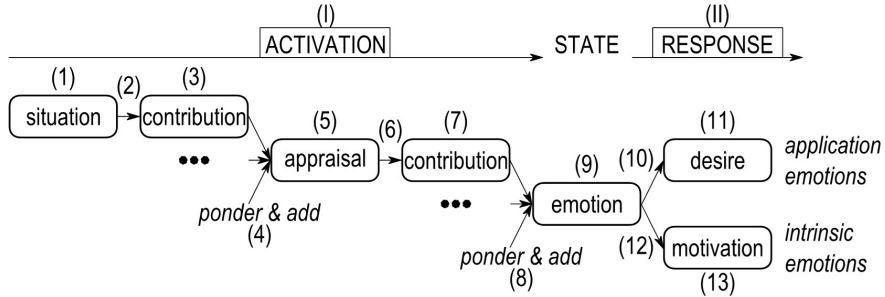 (I) (II)
ACTIVATION STATE RESPONSE
(1) (2) (3)
situation contribution
(5) (6) (7)
appraisal contribution
ponder & add
(4)
(9)
emotion
ponder & add
(8)
(10) (11)
desire
application
emotions
(12)
motivation
(13)
intrinsic
emotions